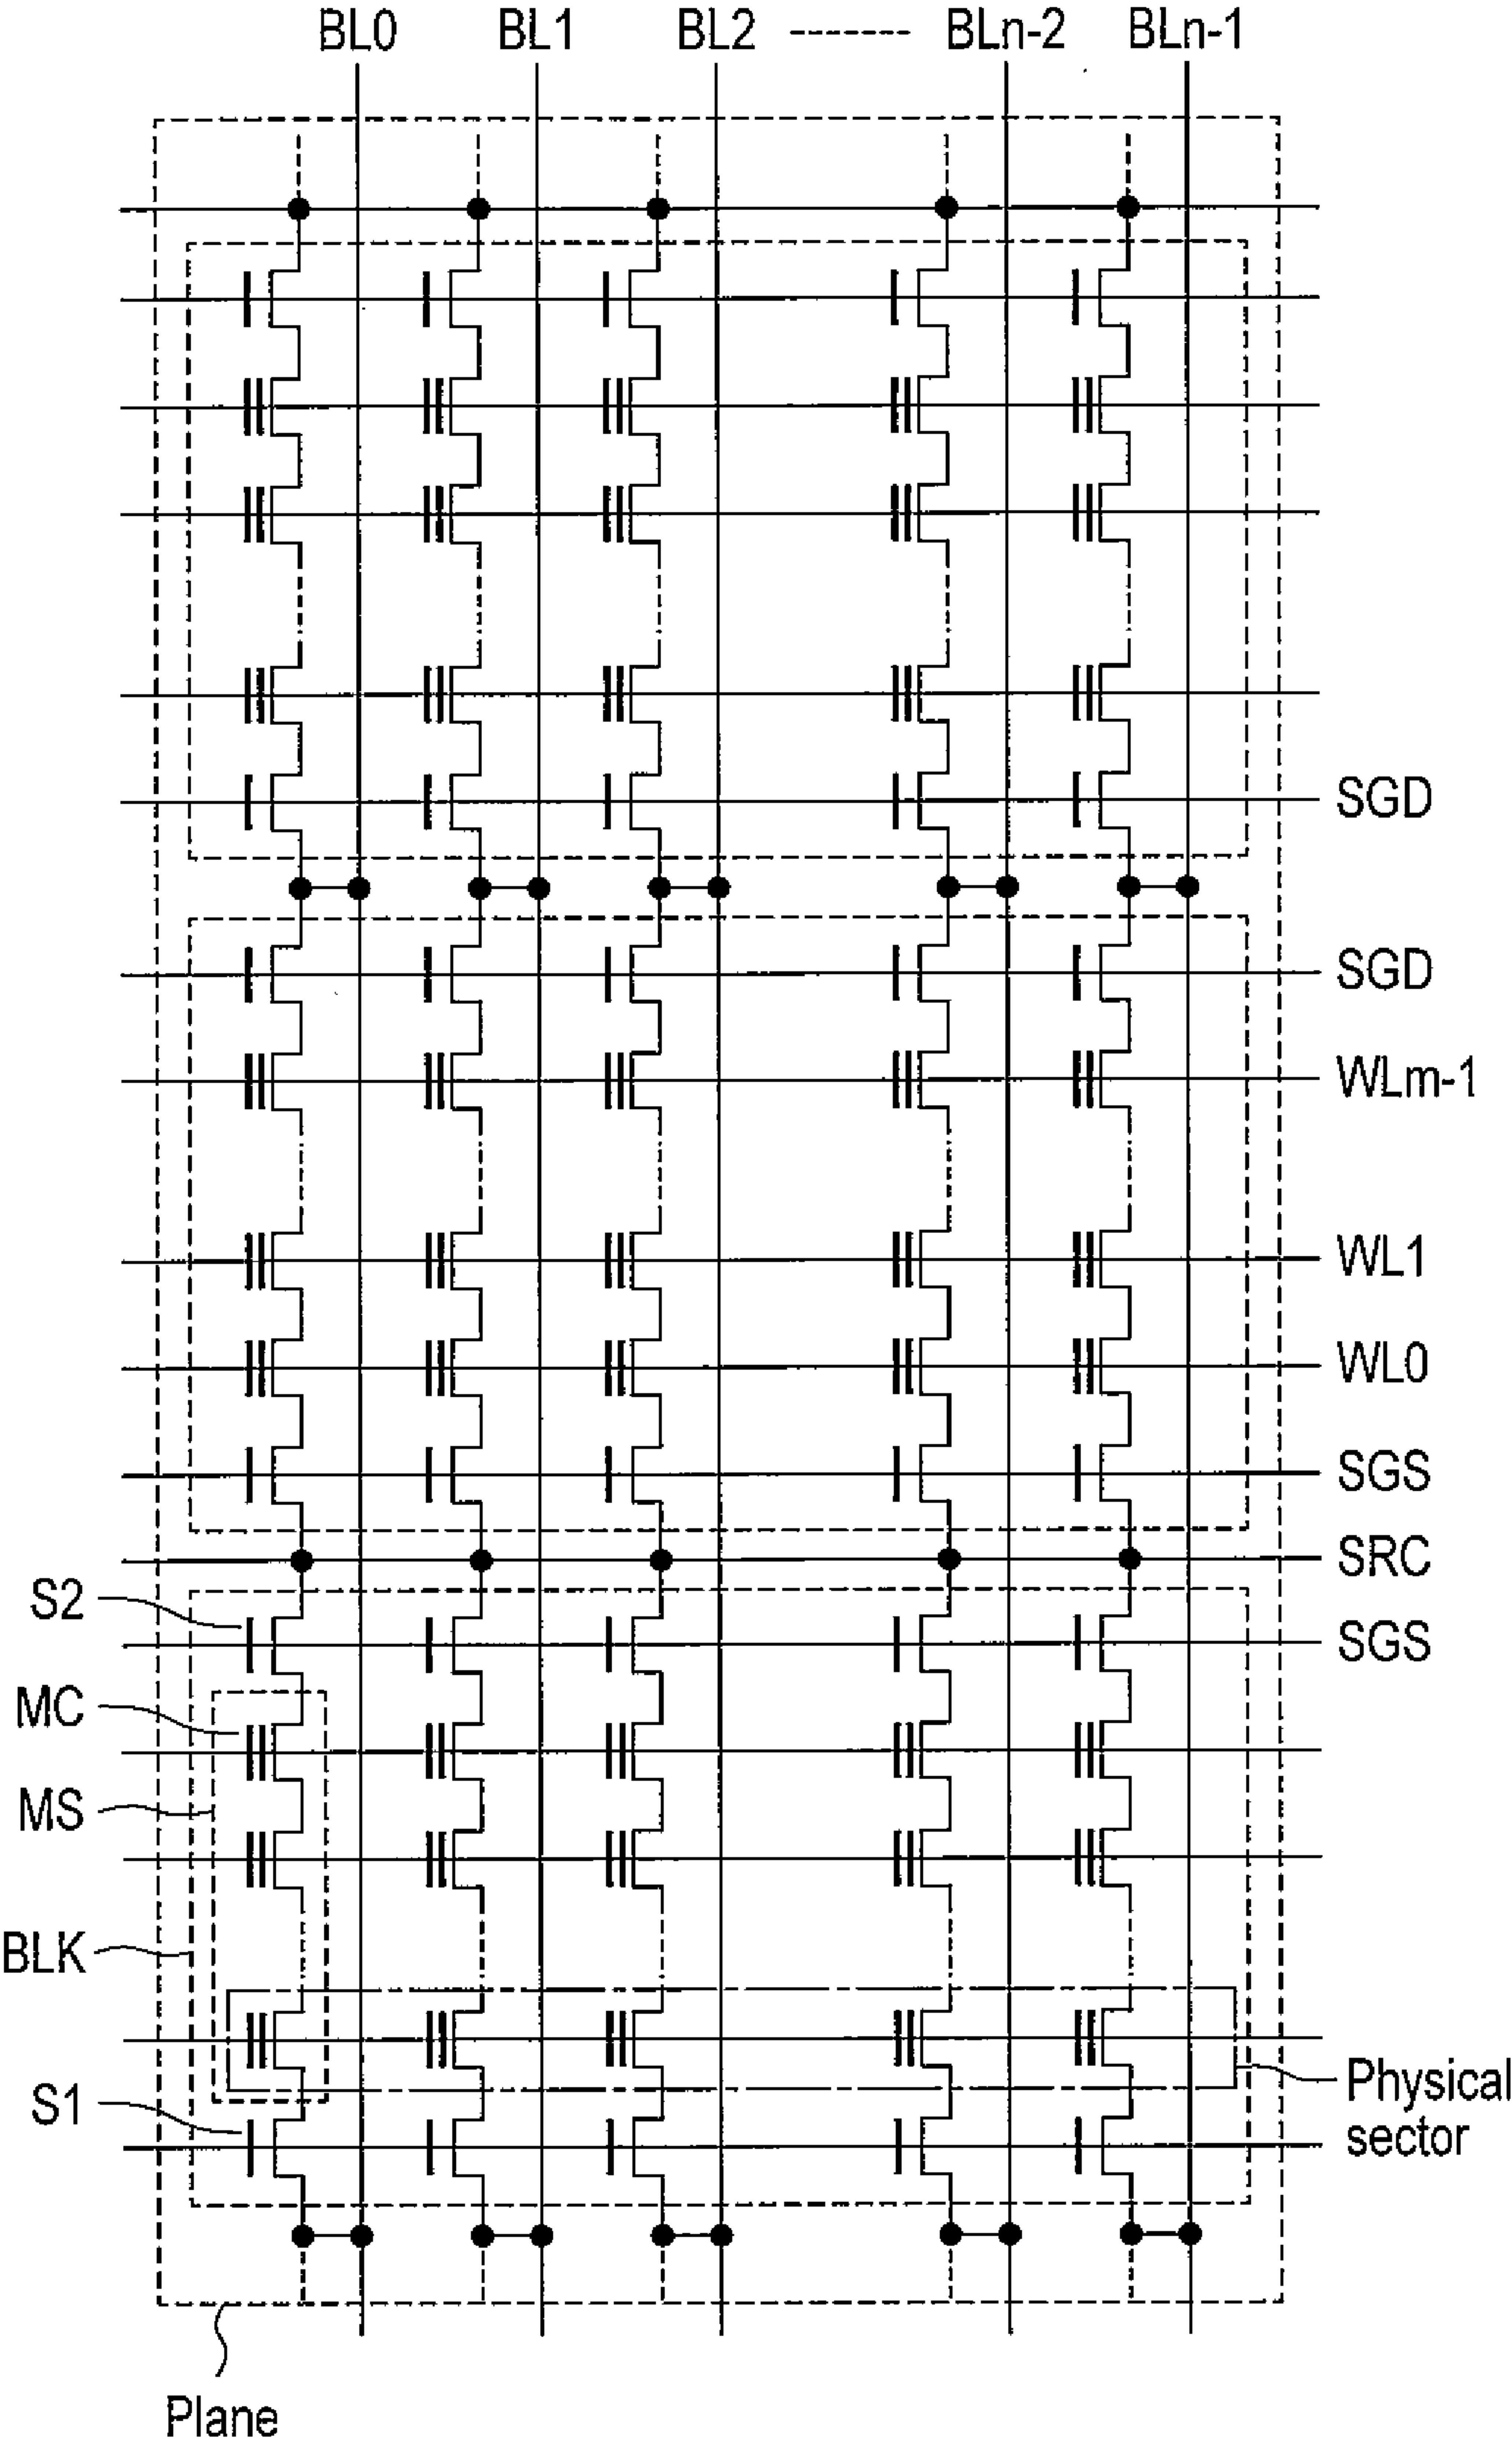 BL0 BL1 BL2 BLn-2 BLn-1
SGD
SGD
WLm-1
WL1
WL0
SGS
SRC
S2
SGS
MC
MS
BLK
Physical
sector
S1
Plane